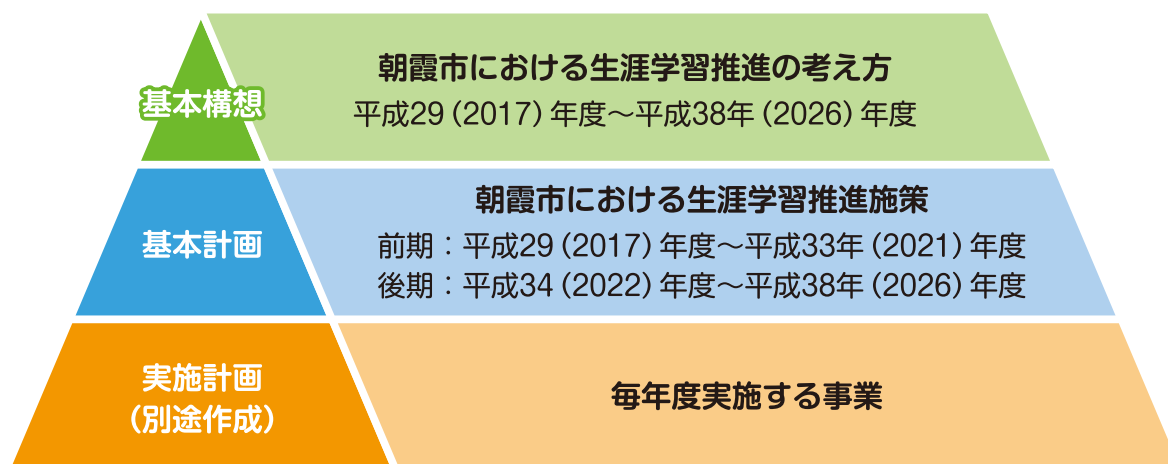 基本構想
朝霞市における生涯学習推進の考え方
平成29（2017）年度～平成38年（2026）年度
基本計画
朝霞市における生涯学習推進施策
前期：平成29（2017）年度～平成33年（2021）年度
後期：平成34（2022）年度～平成38年（2026）年度
実施計画
（別途作成）
毎年度実施する事業